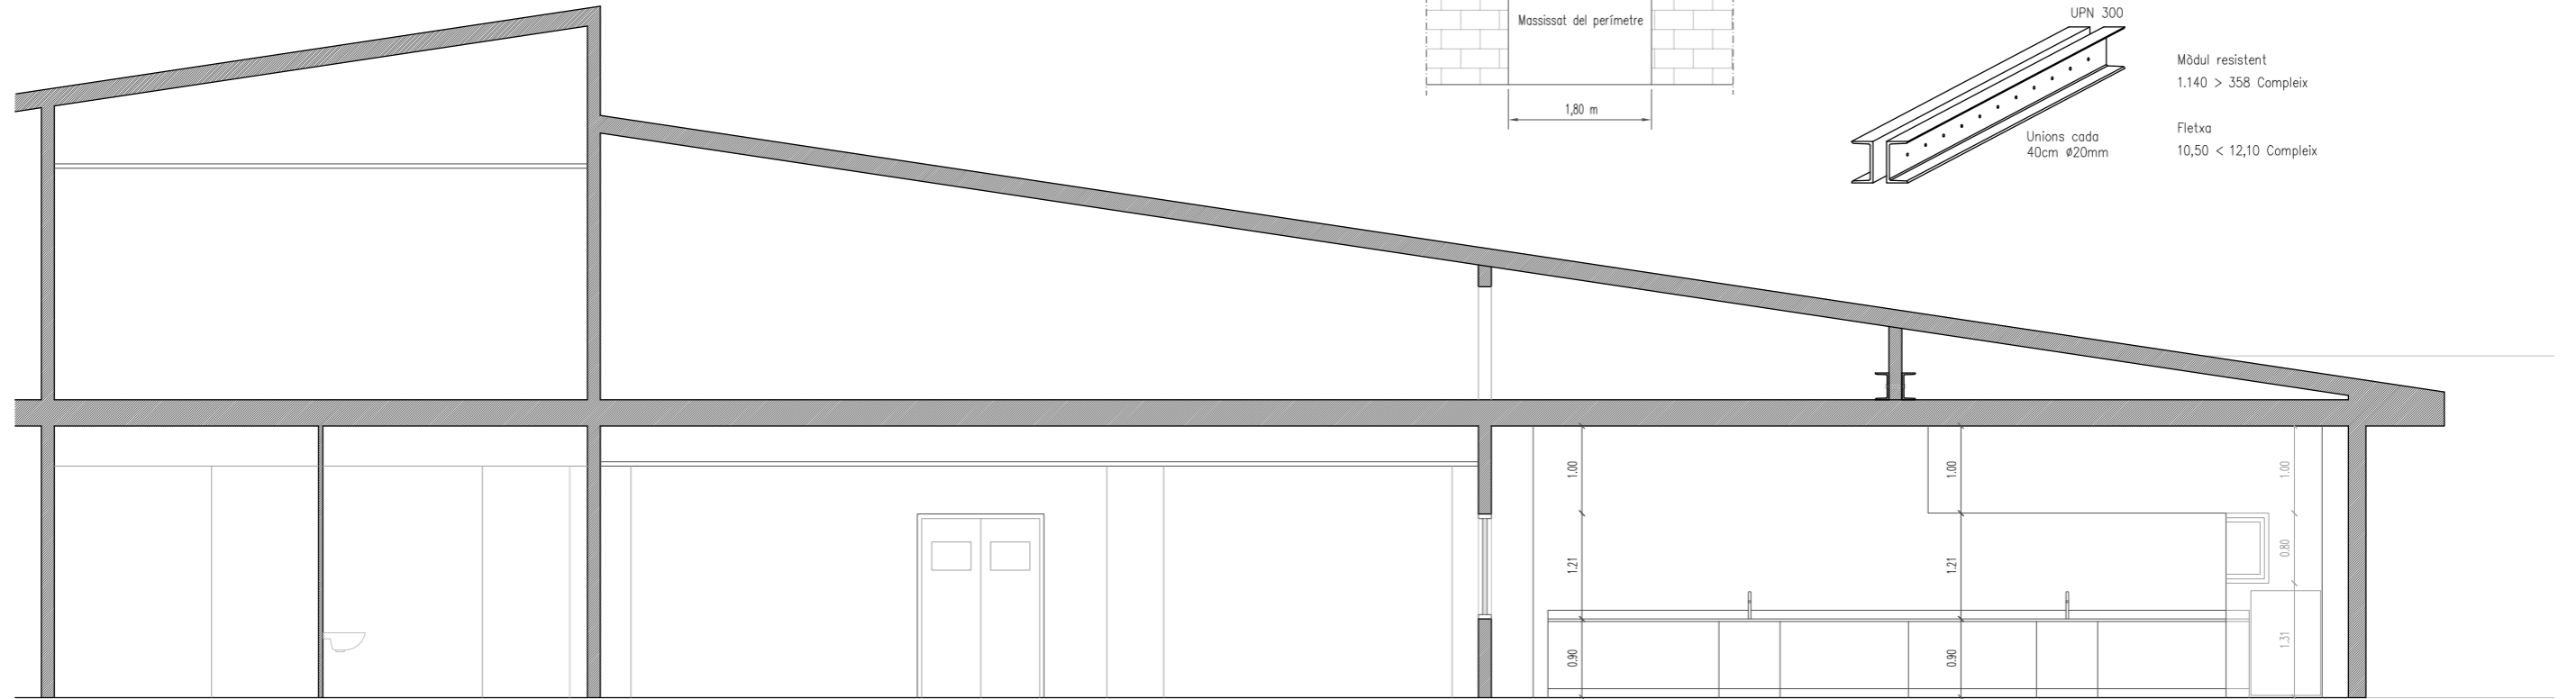 Massissat del perímetre
1,80 m
UPN 300
Mòdul resistent
1.140 > 358 Compleix
Unions cada
40cm ø20mm
Fletxa
10,50 < 12,10 Compleix
1.00
1.00
1.00
1.21
1.21
0.80
0.90
0.90
1.31